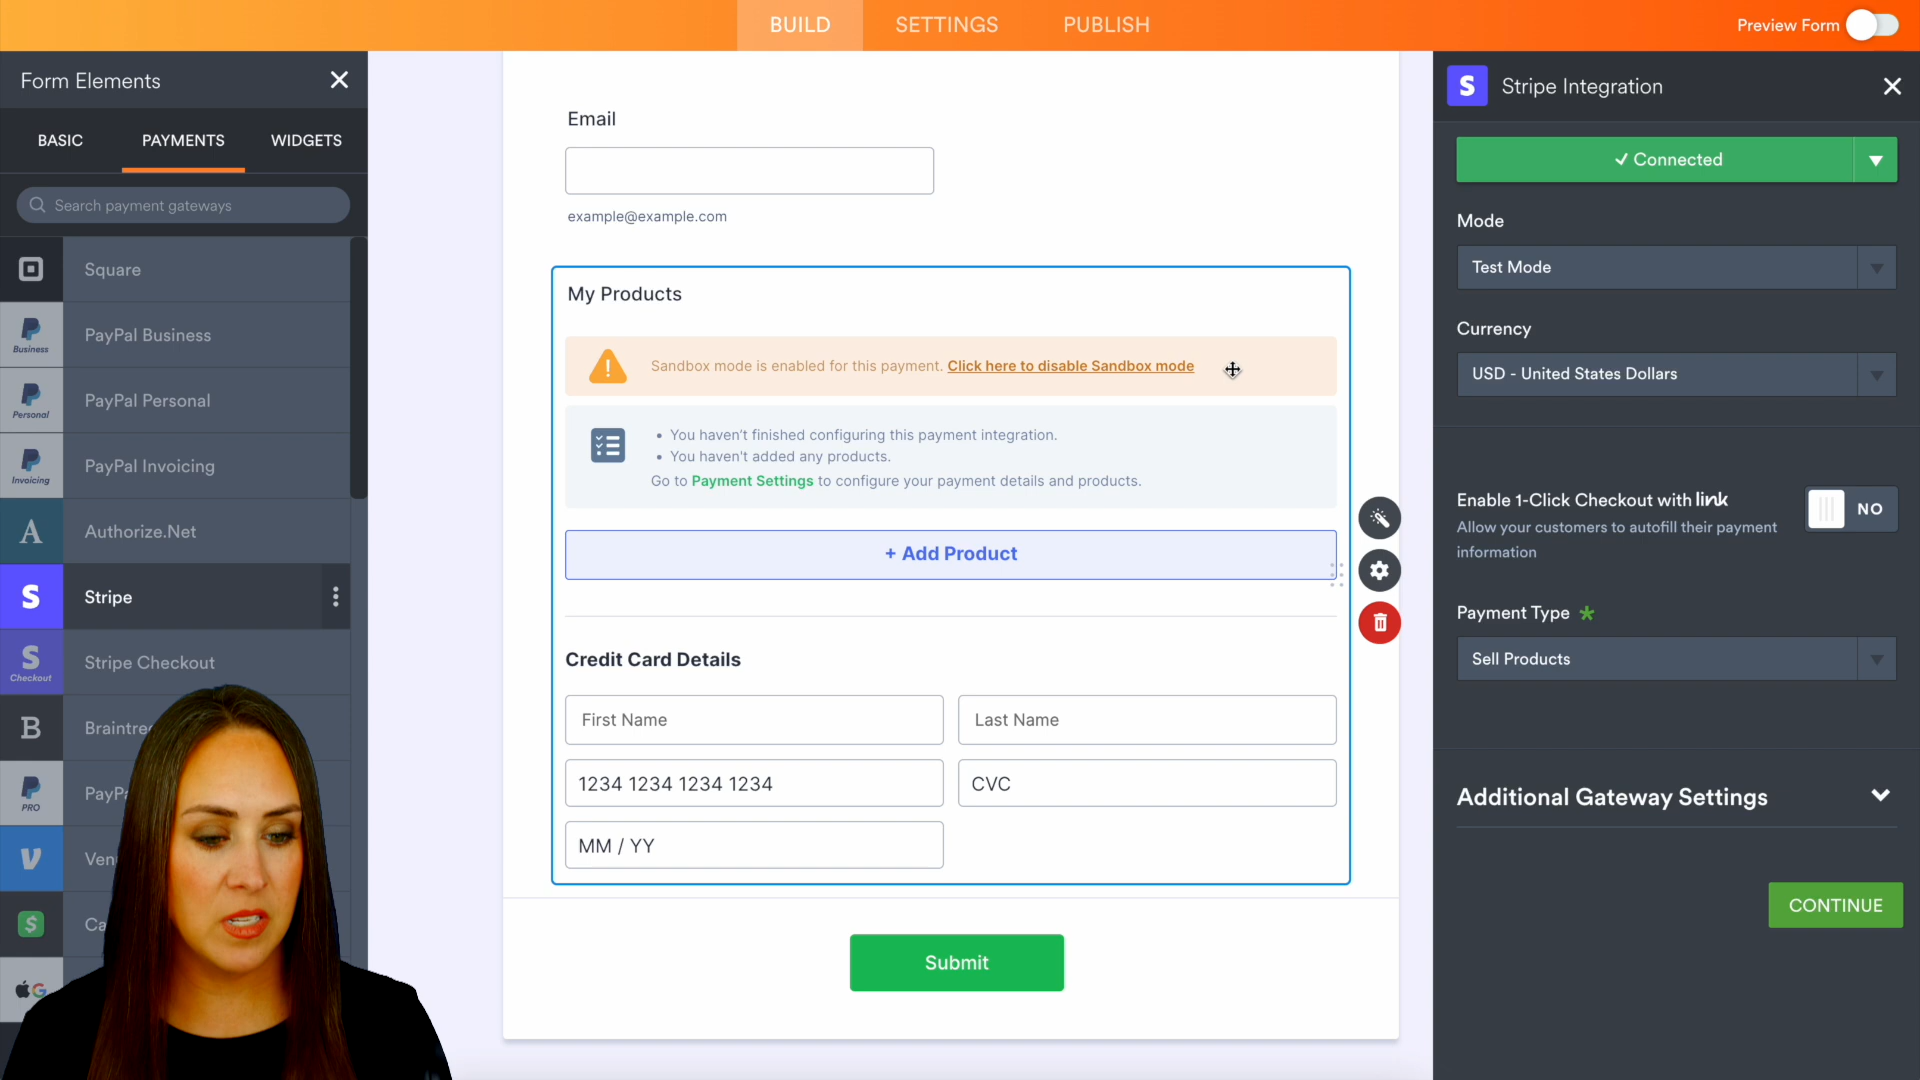 BUILD
SETTINGS
PUBLISH
Preview Form
Form Elements
BASIC
PAYMENTS
WIDGETS
Search payment gateways
Square
Business
PayPal Business
Personal
PayPal Personal
Invoicing
PayPal Invoicing
A
Authorize.Net
S
Stripe
S
Checkout
Stripe Checkout
B
PRO
$
G
Email
example@example.com
My Products
Sandbox mode is enabled for this payment. Click here to disable Sandbox mode
• You haven't finished configuring this payment integration.
• You haven't added any products.
Go to Payment Settings to configure your payment details and products.
+ Add Product
Credit Card Details
First Name
Last Name
1234 1234 1234 1234
CVC
MM / YY
Submit
S
Stripe Integration
✓ Connected
Mode
Test Mode
Currency
USD - United States Dollars
Enable 1-Click Checkout with link
Allow your customers to autofill their payment
information
NO
Payment Type *
Sell Products
Additional Gateway Settings
CONTINUE